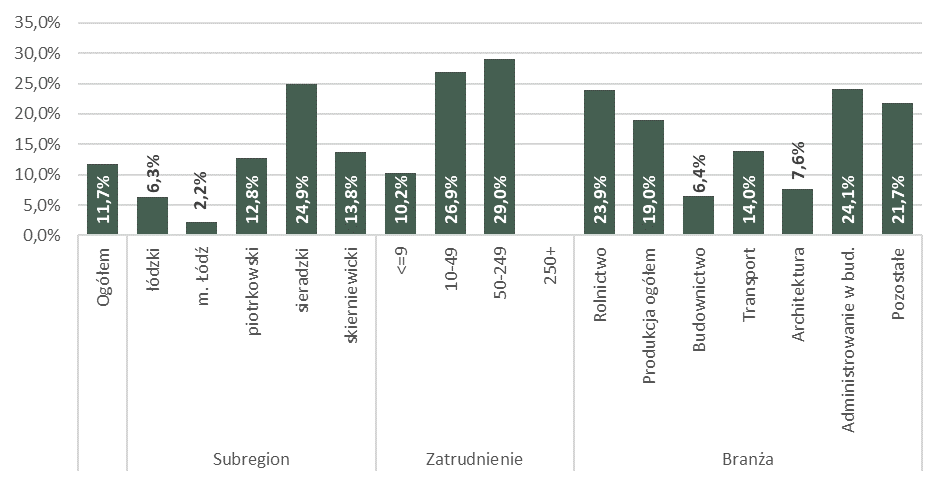 35,0%
30,0%
25,0%
20,0%
15,0%
10,0%
5,0%
0,0%
11,7%
6,3%
2,2%
12,8%
24,9%
13,8%
10,2%
26,9%
29,0%
23,9%
19,0%
6,4%
14,0%
7,6%
24,1%
21,7%
Ogółem
łódzki
m. Łódź
piotrkowski
sieradzki
skierniewicki
<=9
10-49
50-249
250+
Rolnictwo
Produkcja ogółem
Budownictwo
Transport
Architektura
Administrowanie w bud.
Pozostałe
Subregion
Zatrudnienie
Branża